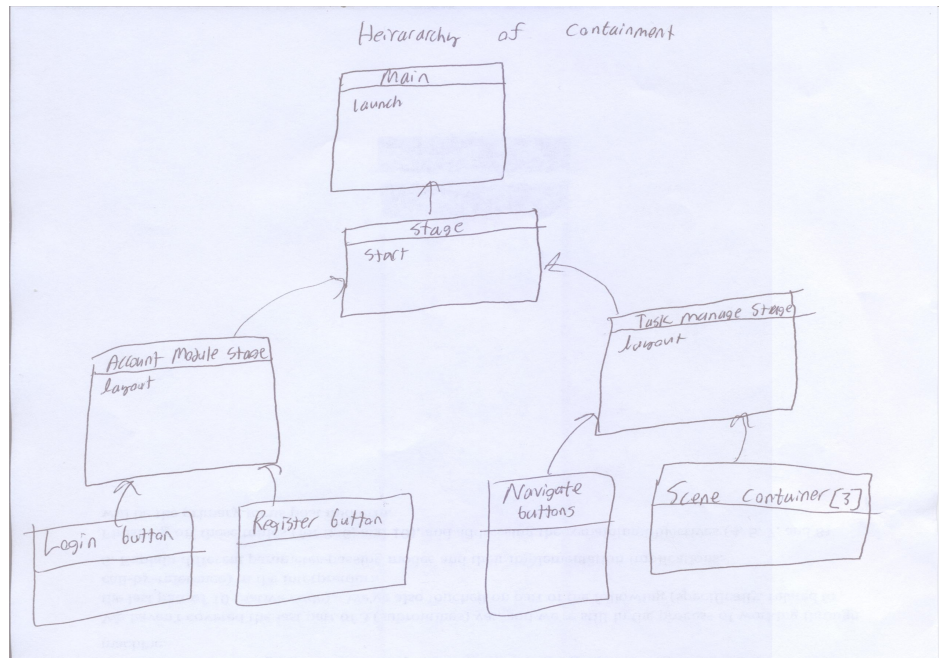 Heirararchy of Containment
Main
Launch
Stage
Start
Account Module Stage
layout
Task manage Stage
layout
Login button
Register button
Navigate
buttons
Scene Container [3]